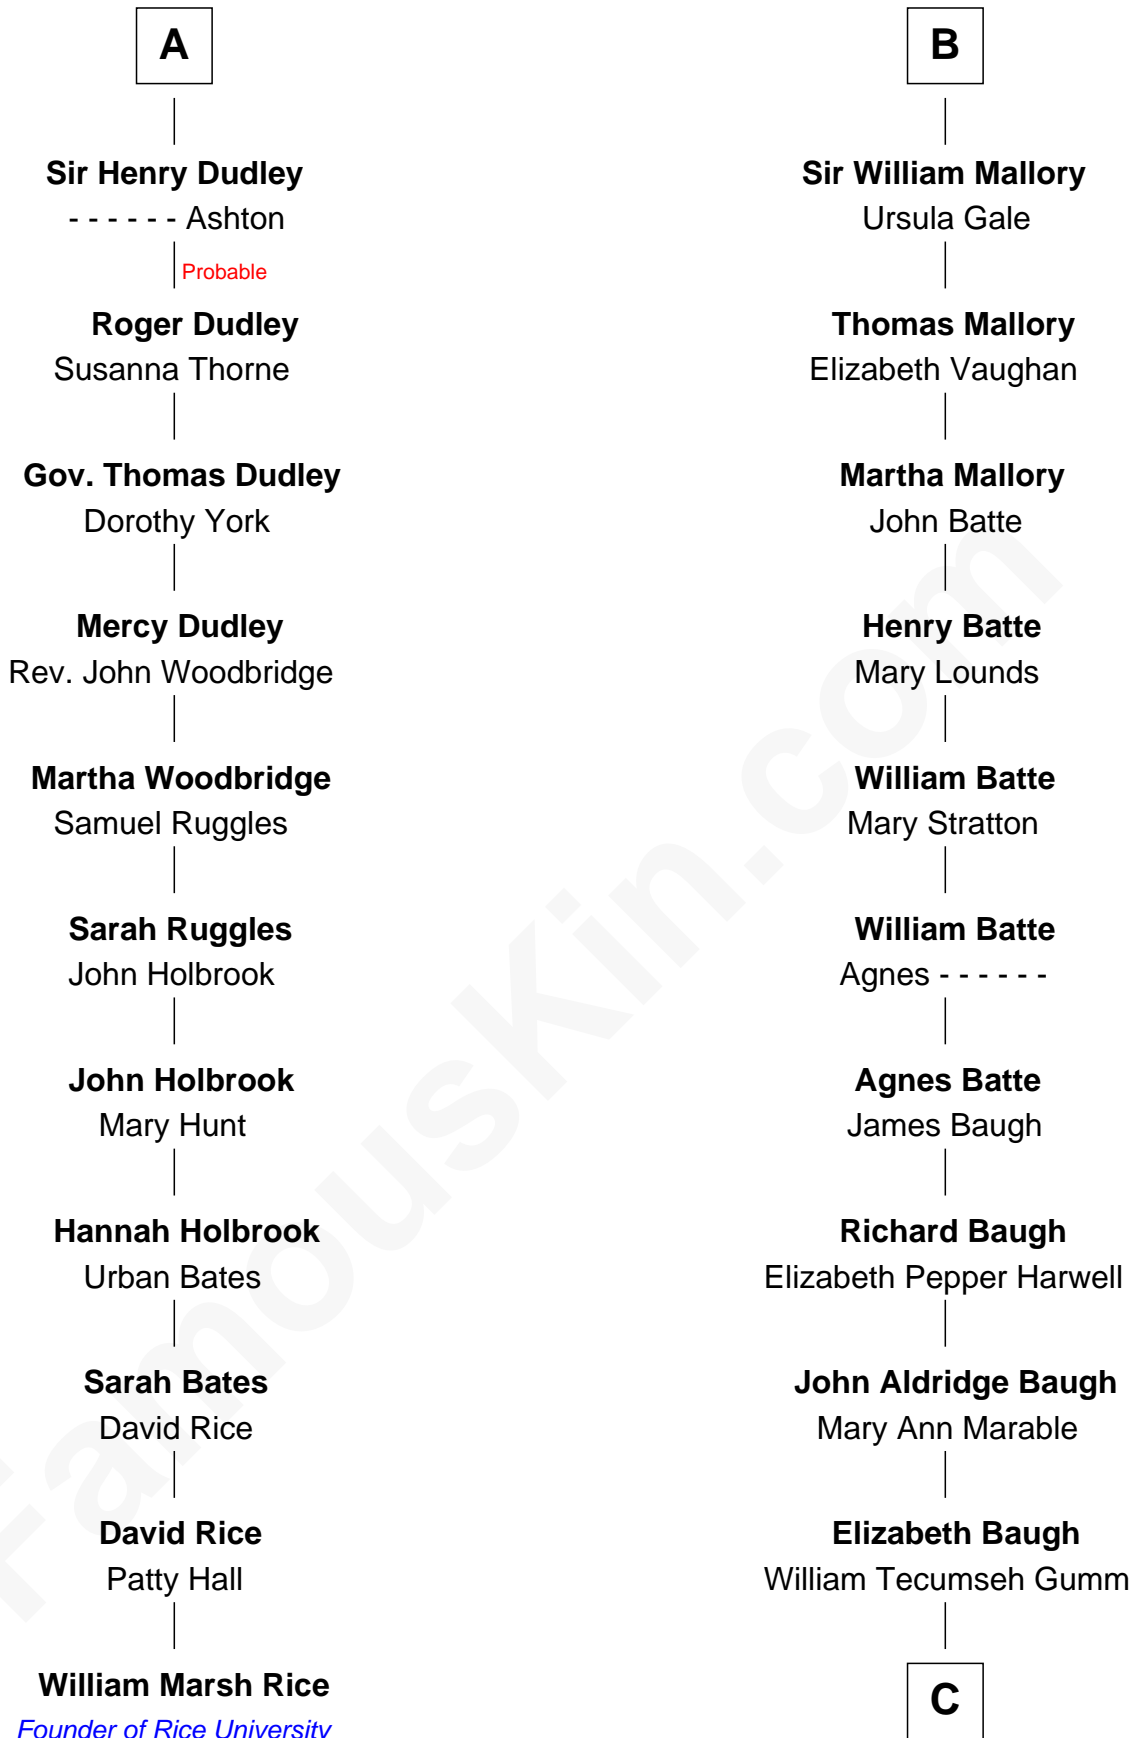 A
Sir Henry Dudley
- - - - - - Ashton
Probable
Roger Dudley
Susanna Thorne
Gov. Thomas Dudley
Dorothy York
Mercy Dudley
Rev. John Woodbridge
Martha Woodbridge
Samuel Ruggles
Sarah Ruggles
John Holbrook
John Holbrook
Mary Hunt
Hannah Holbrook
Urban Bates
Sarah Bates
David Rice
David Rice
Patty Hall
William Marsh Rice
Founder of Rice University
B
Sir William Mallory
Ursula Gale
Thomas Mallory
Elizabeth Vaughan
Martha Mallory
John Batte
Henry Batte
Mary Lounds
William Batte
Mary Stratton
William Batte
Agnes - - - - - -
Agnes Batte
James Baugh
Richard Baugh
Elizabeth Pepper Harwell
John Aldridge Baugh
Mary Ann Marable
Elizabeth Baugh
William Tecumseh Gumm
C
FamousKin.com